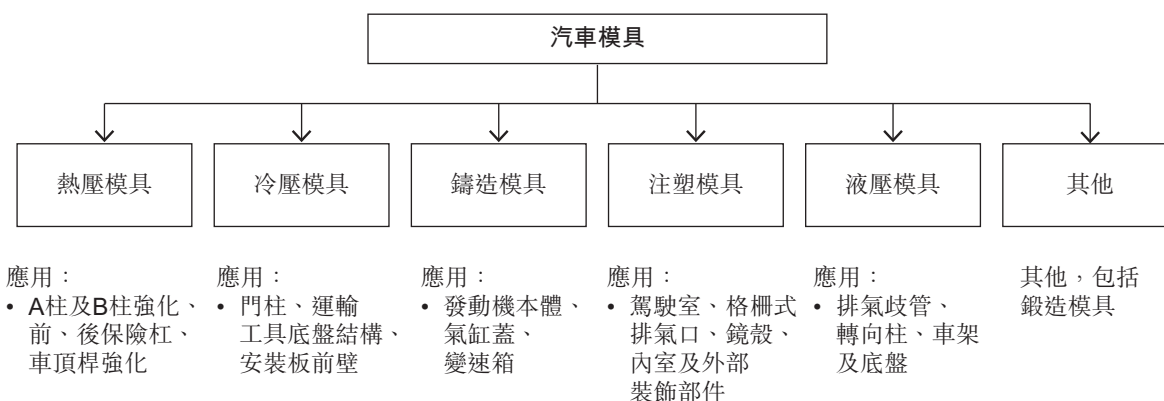 汽車模具
熱壓模具
冷壓模具
鑄造模具
注塑模具
液壓模具
其他
應用：
• A柱及B柱強化、
前、後保險杠、
車頂桿強化
應用：
• 門柱、運輸
工具底盤結構、
安裝板前壁
應用：
• 發動機本體、
氣缸蓋、
變速箱
應用：
• 駕駛室、格柵式
排氣口、鏡殼、
內室及外部
裝飾部件
應用：
• 排氣歧管、
轉向柱、車架
及底盤
其他，包括
鍛造模具